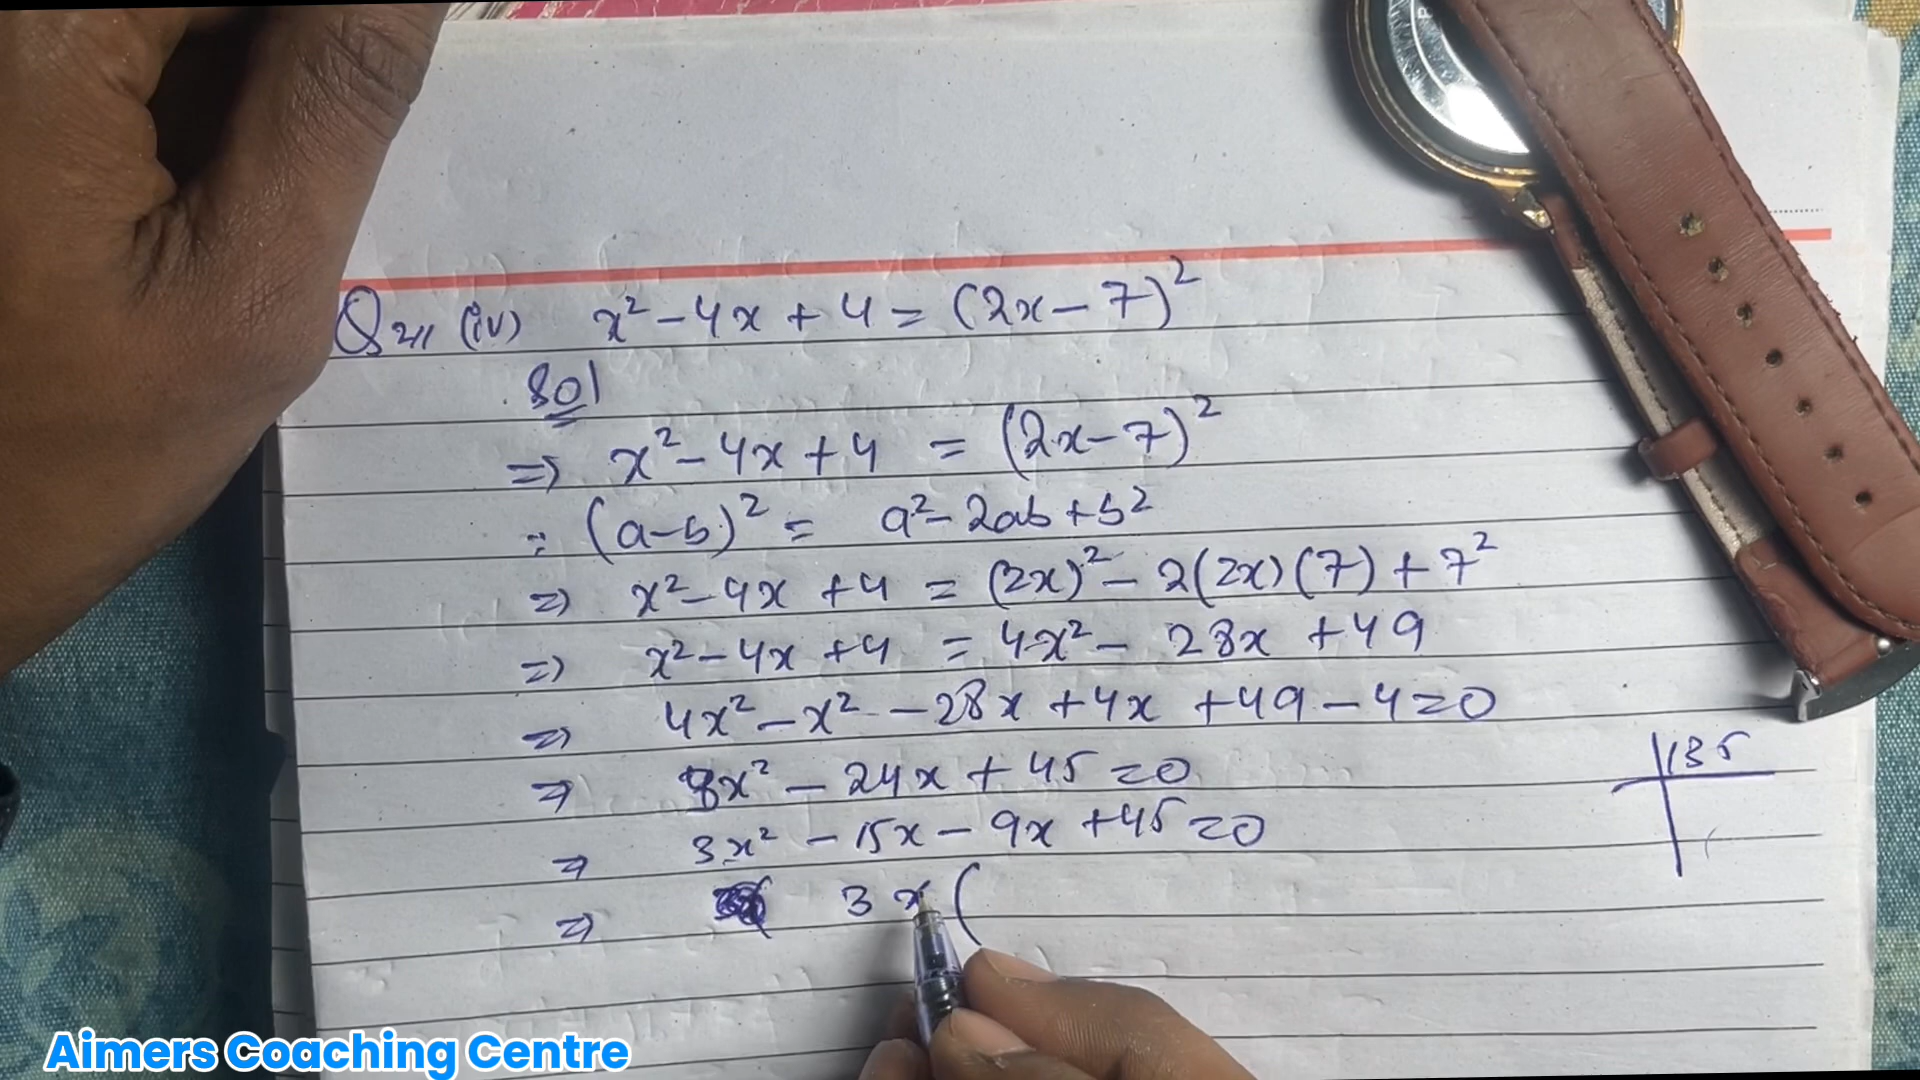 Q2 (iv) x² - 4x + 4 = (2x - 7)²
Sol
=> x² - 4x + 4 = (2x - 7)²
∴ (a-b)² = a² - 2ab + b²
=> x² - 4x + 4 = (2x)² - 2(2x)(7) + 7²
=> x² - 4x + 4 = 4x² - 28x + 49
=> 4x² - x² - 28x + 4x + 49 - 4 = 0
=> 3x² - 24x + 45 = 0
135
=> 3x² - 15x - 9x + 45 = 0
=> 3x (
Aimers Coaching Centre